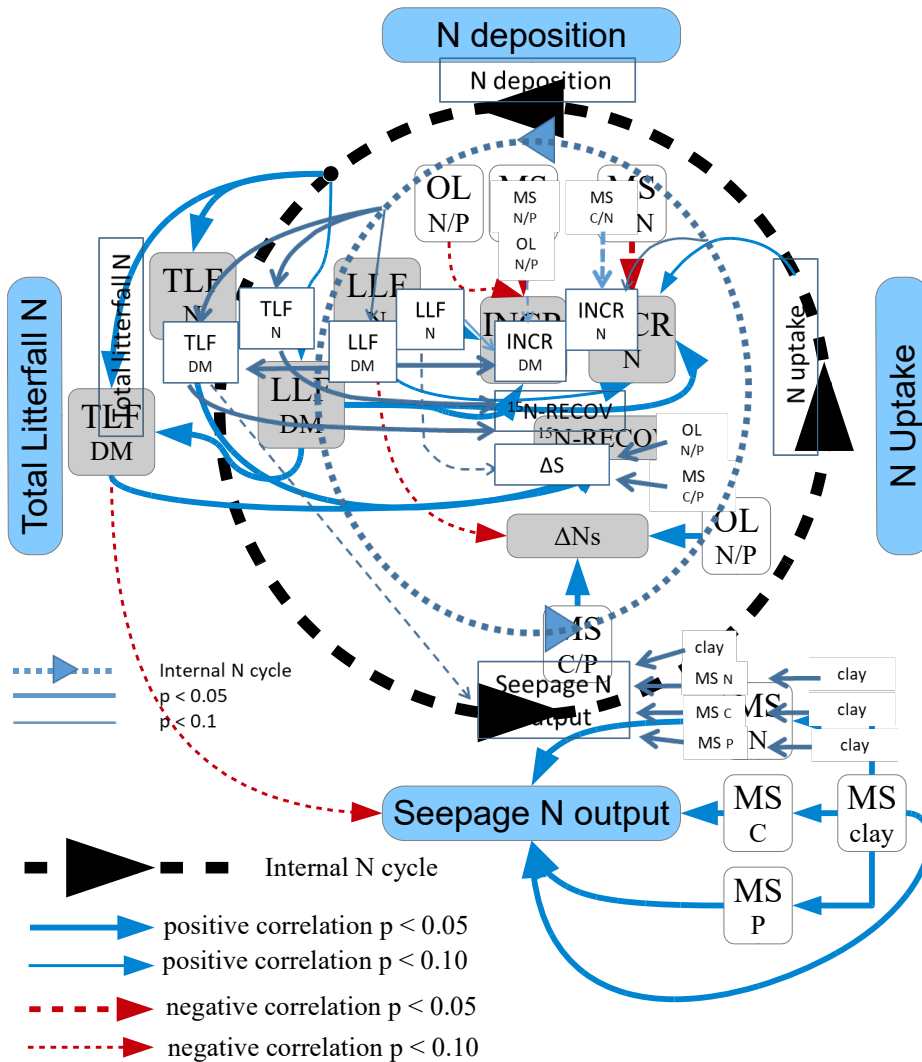 N deposition
N deposition
OL
N/P
MS
MS
N/P
OL
N/P
MS
C/N
MS
N
Total Litterfall N
Total litterfall N
TLF
N
TLF
N
TLF
DM
TLF
DM
LLF
N
LLF
N
LLF
DM
LLF
DM
INCR
INCR
DM
INCR
N
INCR
N
N uptake
N Uptake
15N-RECOV
15N-RECOV
ΔS
OL
N/P
MS
C/P
ΔNs
OL
N/P
MS
C/P
Seepage N
output
clay
MS N
MS C
MS P
clay
clay
clay
MS
N
Internal N cycle
p < 0.05
p < 0.1
Seepage N output
MS
C
MS
clay
MS
P
Internal N cycle
positive correlation p < 0.05
positive correlation p < 0.10
negative correlation p < 0.05
negative correlation p < 0.10